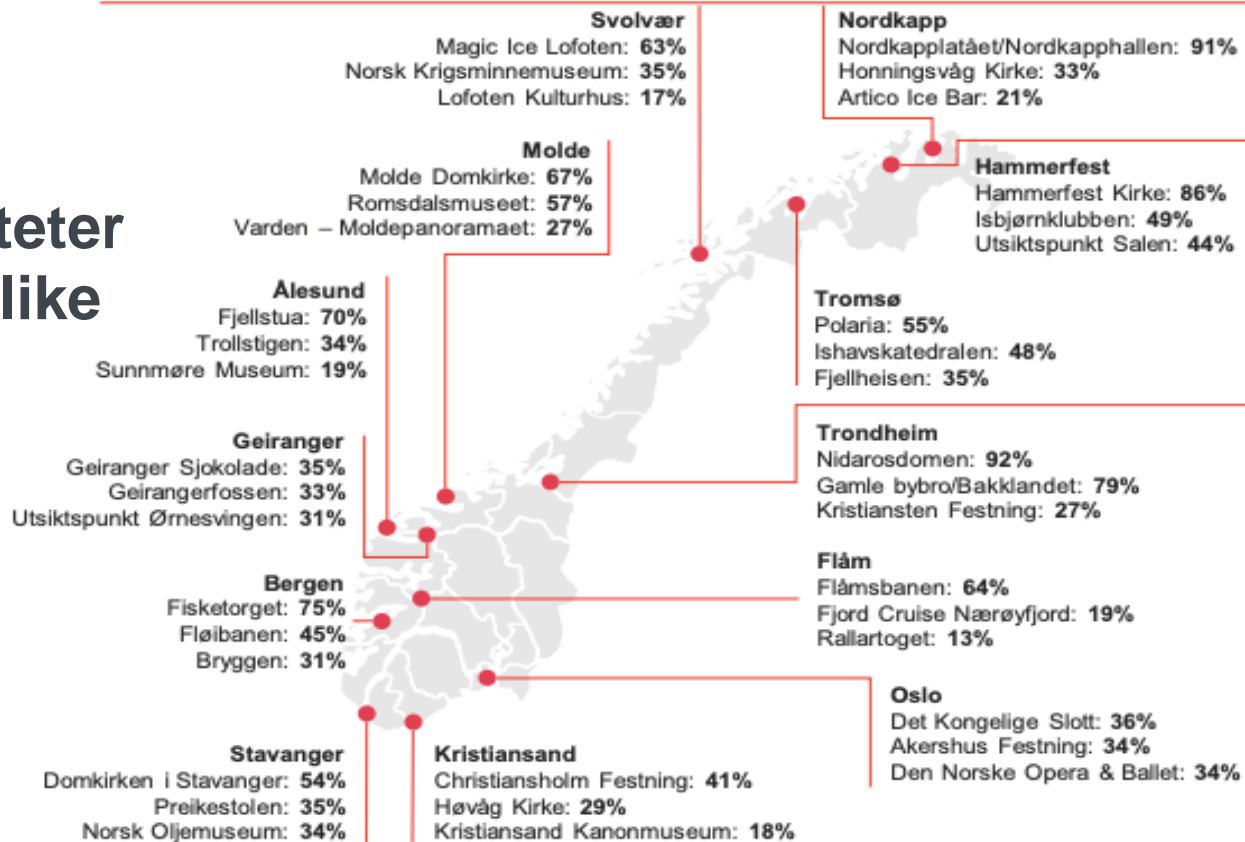 teter
like
Svolvær
Magic Ice Lofoten: 63%
Norsk Krigsminnemuseum: 35%
Lofoten Kulturhus: 17%
Nordkapp
Nordkapplatået/Nordkapphallen: 91%
Honningsvåg Kirke: 33%
Artico Ice Bar: 21%
Molde
Molde Domkirke: 67%
Romsdalsmuseet: 57%
Varden – Moldepanoramaet: 27%
Hammerfest
Hammerfest Kirke: 86%
Isbjørnklubben: 49%
Utsiktspunkt Salen: 44%
Ålesund
Fjellstua: 70%
Trollstigen: 34%
Sunnmøre Museum: 19%
Tromsø
Polaria: 55%
Ishavskatedralen: 48%
Fjellheisen: 35%
Geiranger
Geiranger Sjokolade: 35%
Geirangerfossen: 33%
Utsiktspunkt Ørnesvingen: 31%
Trondheim
Nidarosdomen: 92%
Gamle bybro/Bakklandet: 79%
Kristiansten Festning: 27%
Bergen
Fisketorget: 75%
Fløibanen: 45%
Bryggen: 31%
Flåm
Flåmsbanen: 64%
Fjord Cruise Nærøyfjord: 19%
Rallartoget: 13%
Oslo
Det Kongelige Slott: 36%
Akershus Festning: 34%
Den Norske Opera & Ballet: 34%
Stavanger
Domkirken i Stavanger: 54%
Preikestolen: 35%
Norsk Oljemuseum: 34%
Kristiansand
Christiansholm Festning: 41%
Høvåg Kirke: 29%
Kristiansand Kanonmuseum: 18%